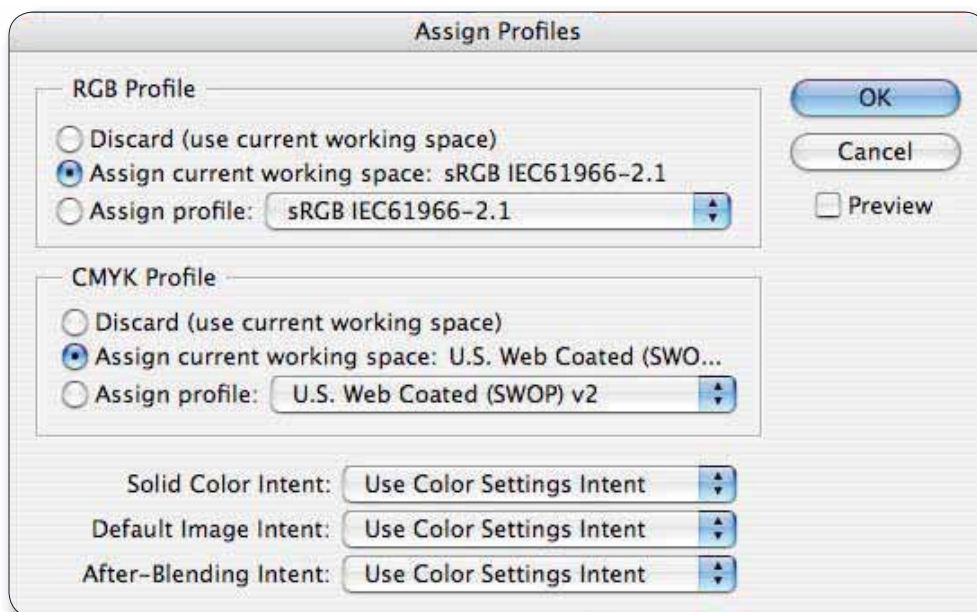 Assign Profiles
RGB Profile
Discard (use current working space)
Assign current working space: sRGB IEC61966-2.1
Assign profile: sRGB IEC61966-2.1
OK
Cancel
Preview
CMYK Profile
Discard (use current working space)
Assign current working space: U.S. Web Coated (SWO...
Assign profile: U.S. Web Coated (SWOP) v2
Solid Color Intent: Use Color Settings Intent
Default Image Intent: Use Color Settings Intent
After-Blending Intent: Use Color Settings Intent